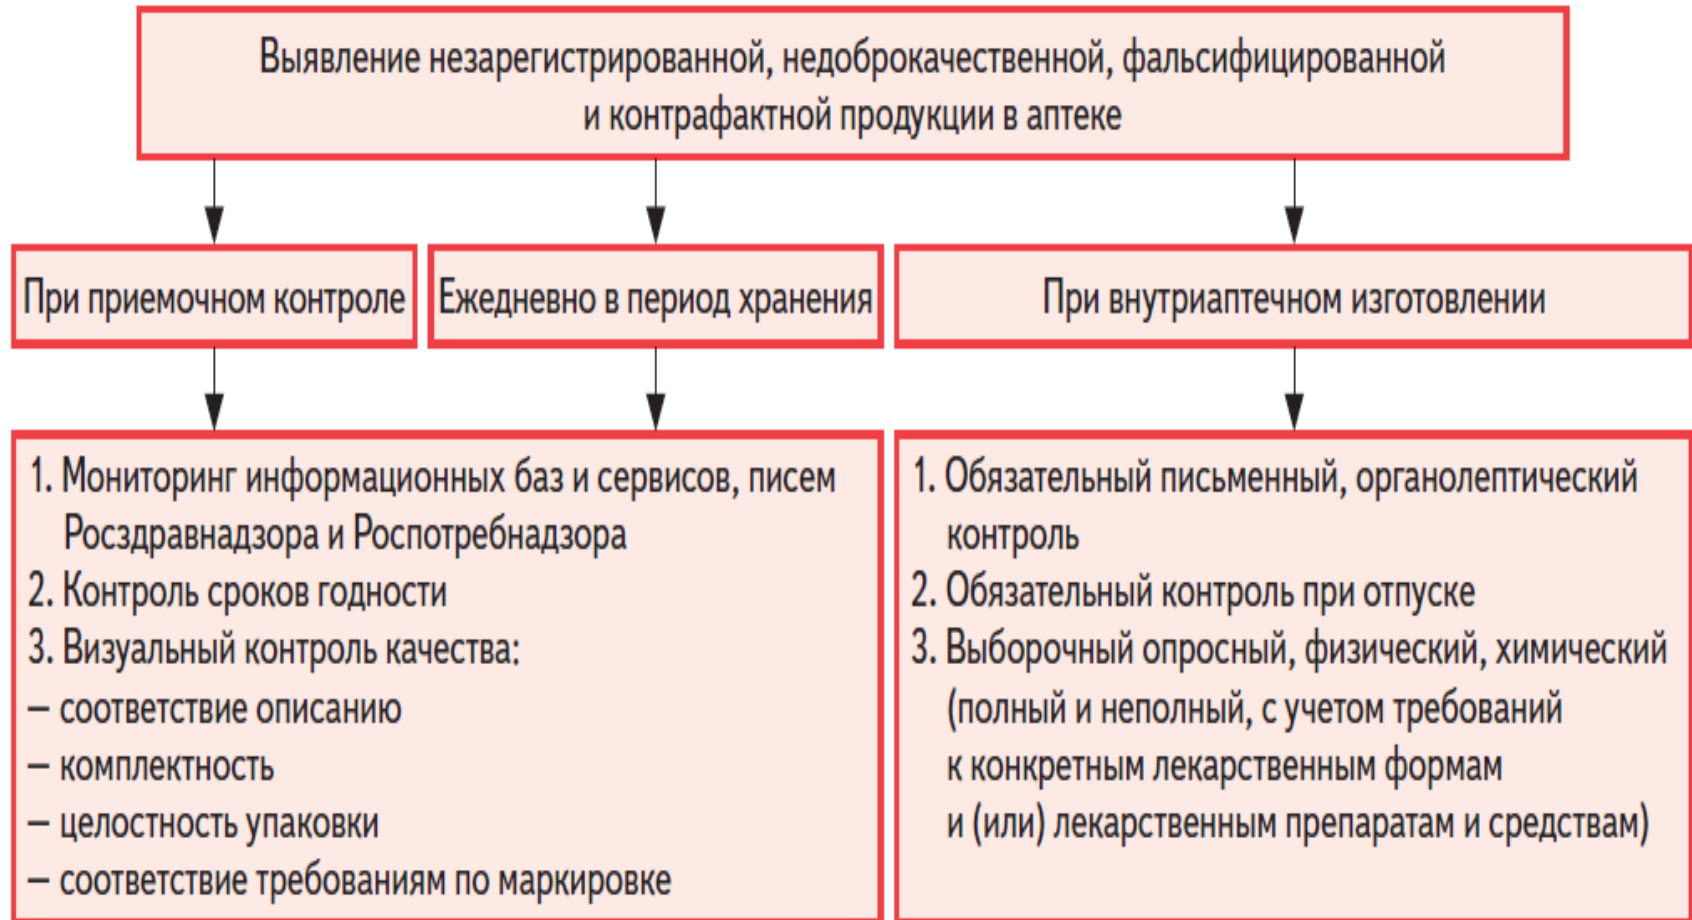 Выявление незарегистрированной, недоброкачественной, фальсифицированной
и контрафактной продукции в аптеке
При приемочном контроле
Ежедневно в период хранения
При внутриаптечном изготовлении
1. Мониторинг информационных баз и сервисов, писем
Росздравнадзора и Роспотребнадзора
2. Контроль сроков годности
3. Визуальный контроль качества:
– соответствие описанию
– комплектность
– целостность упаковки
– соответствие требованиям по маркировке
1. Обязательный письменный, органолептический
контроль
2. Обязательный контроль при отпуске
3. Выборочный опросный, физический, химический
(полный и неполный, с учетом требований
к конкретным лекарственным формам
и (или) лекарственным препаратам и средствам)